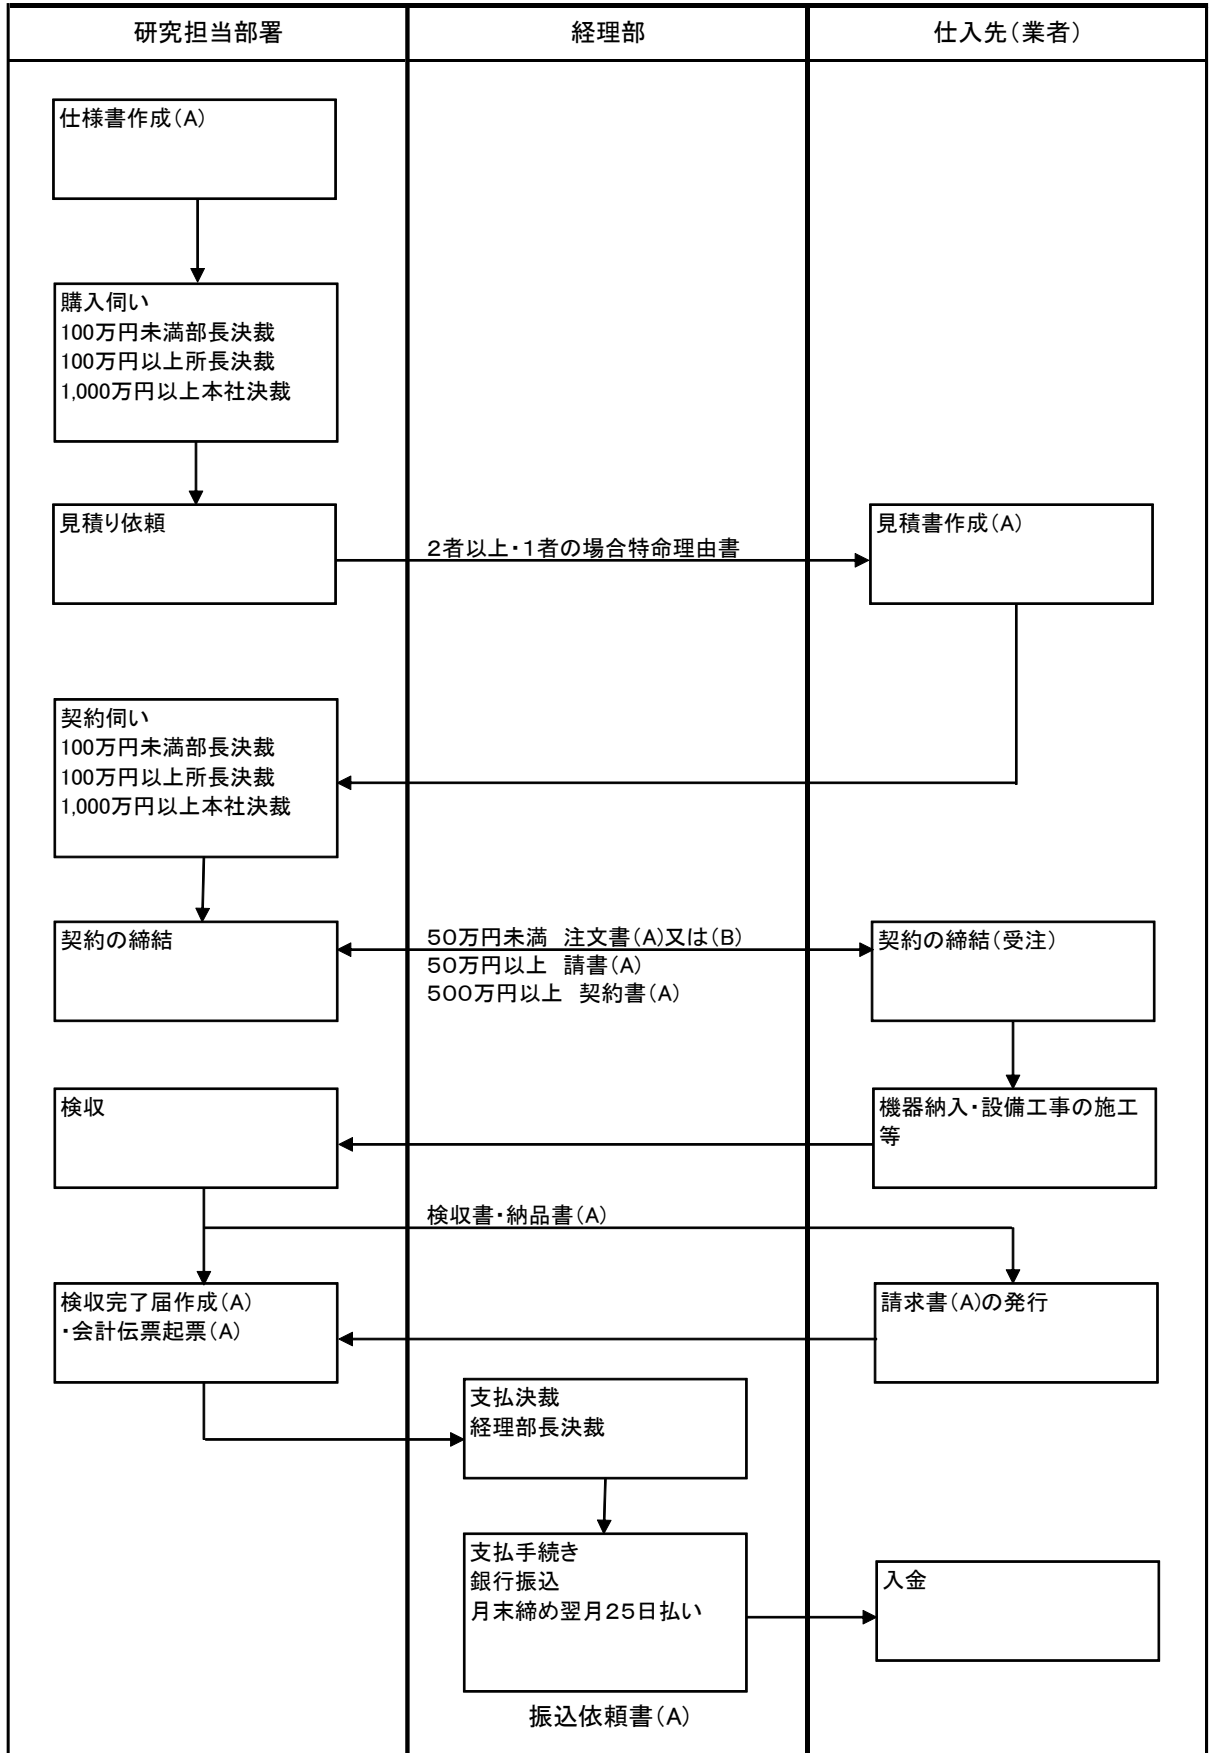 研究担当部署
経理部
仕入先(業者)
仕様書作成(A)
購入伺い
100万円未満部長決裁
100万円以上所長決裁
1,000万円以上本社決裁
見積り依頼
2者以上・1者の場合特命理由書
見積書作成(A)
契約伺い
100万円未満部長決裁
100万円以上所長決裁
1,000万円以上本社決裁
契約の締結
50万円未満 注文書(A)又は(B)
50万円以上 請書(A)
500万円以上 契約書(A)
契約の締結(受注)
検収
機器納入・設備工事の施工
等
検収書・納品書(A)
検収完了届作成(A)
・会計伝票起票(A)
請求書(A)の発行
支払決裁
経理部長決裁
支払手続き
銀行振込
月末締め翌月25日払い
入金
振込依頼書(A)